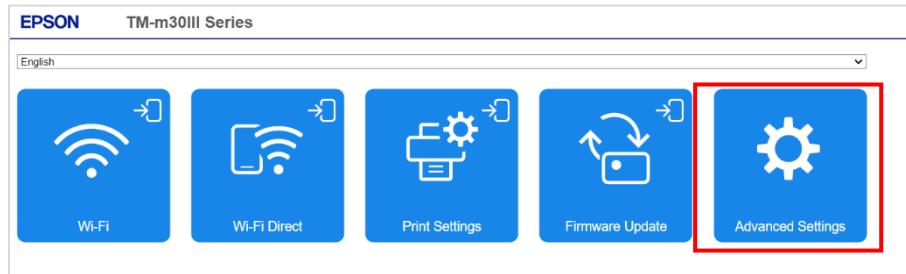 EPSON TM-m30III Series
English
Wi-Fi Wi-Fi Direct Print Settings Firmware Update Advanced Settings